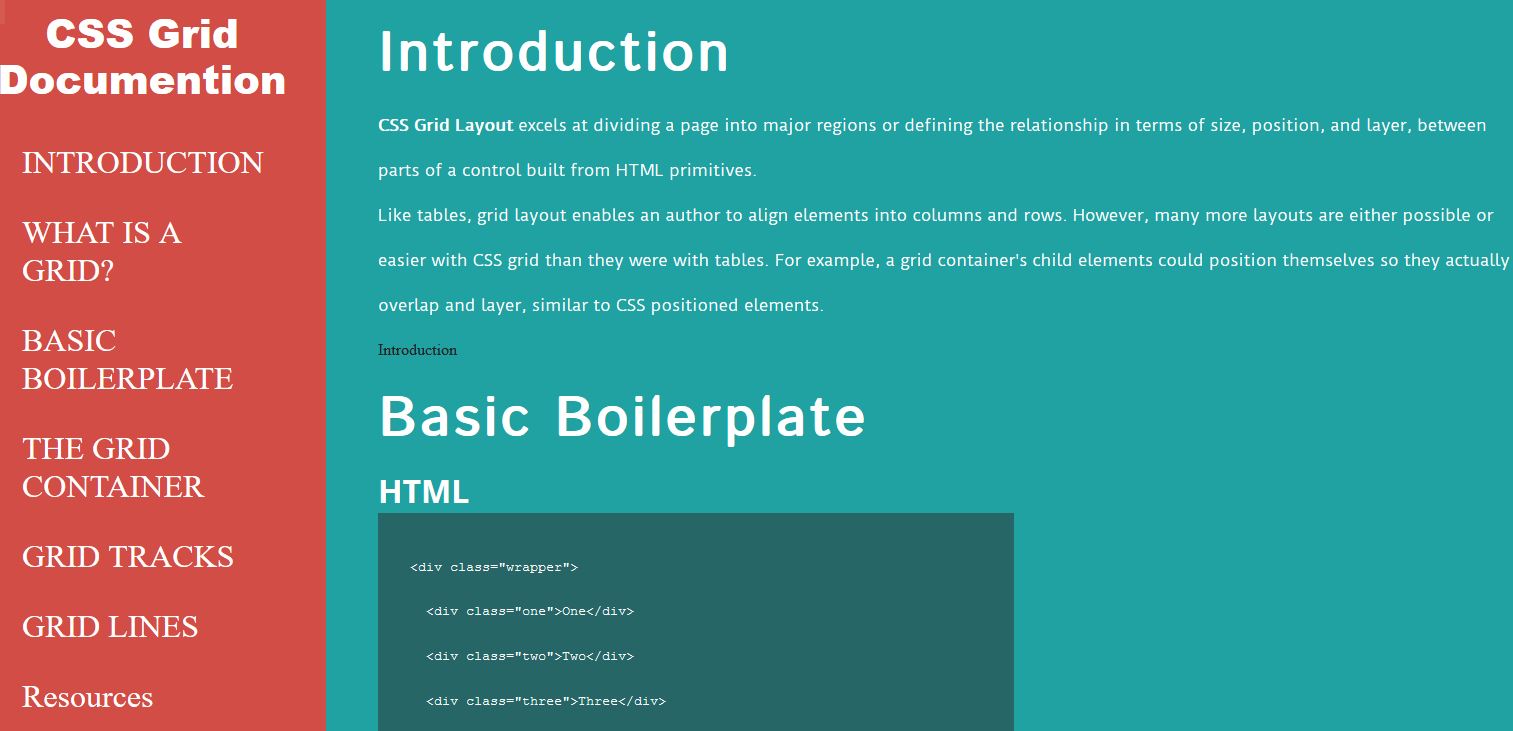 CSS Grid
Documention
INTRODUCTION
WHAT IS A
GRID?
BASIC
BOILERPLATE
THE GRID
CONTAINER
GRID TRACKS
GRID LINES
Resources
Introduction
CSS Grid Layout excels at dividing a page into major regions or defining the relationship in terms of size, position, and layer, between
parts of a control built from HTML primitives.
Like tables, grid layout enables an author to align elements into columns and rows. However, many more layouts are either possible or
easier with CSS grid than they were with tables. For example, a grid container's child elements could position themselves so they actually
overlap and layer, similar to CSS positioned elements.
Introduction
Basic Boilerplate
HTML
<div class="wrapper">
  <div class="one">One</div>
  <div class="two">Two</div>
  <div class="three">Three</div>